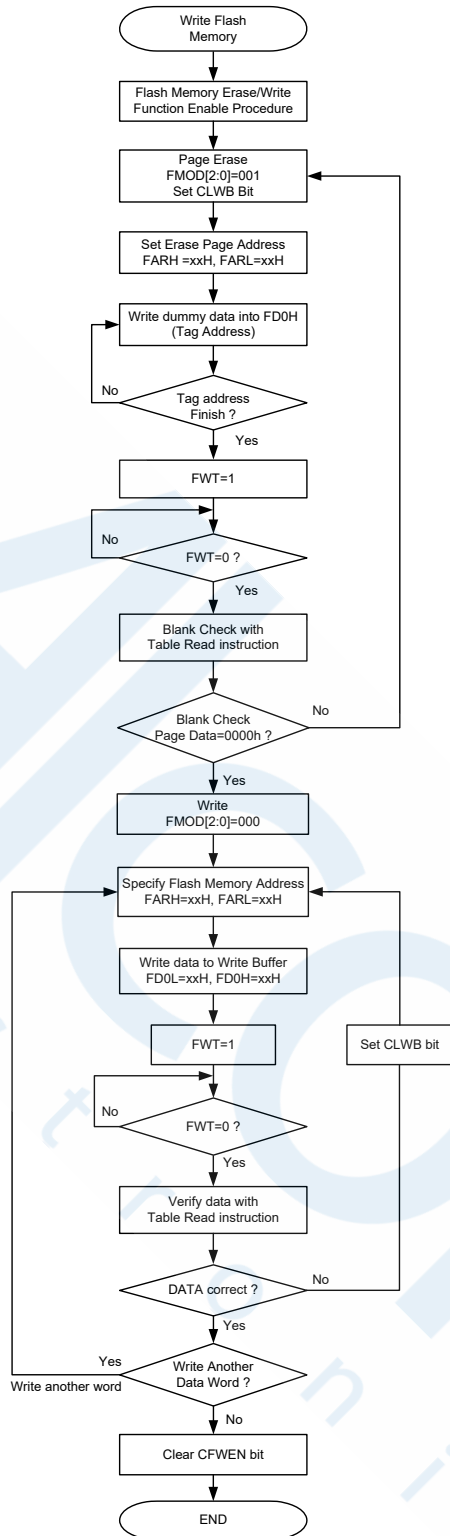 Write Flash
Memory
Flash Memory Erase/Write
Function Enable Procedure
Page Erase
FMOD[2:0]=001
Set CLWB Bit
Set Erase Page Address
FARH =xxH, FARL=xxH
Write dummy data into FD0H
(Tag Address)
No
Tag address
Finish ?
Yes
FWT=1
No
FWT=0 ?
Yes
Blank Check with
Table Read instruction
No
Blank Check
Page Data=0000h ?
Yes
Write
FMOD[2:0]=000
Specify Flash Memory Address
FARH=xxH, FARL=xxH
Write data to Write Buffer
FD0L=xxH, FD0H=xxH
FWT=1
Set CLWB bit
No
FWT=0 ?
Yes
Verify data with
Table Read instruction
No
DATA correct ?
Yes
Yes
Write another word
Write Another
Data Word ?
No
Clear CFWEN bit
END